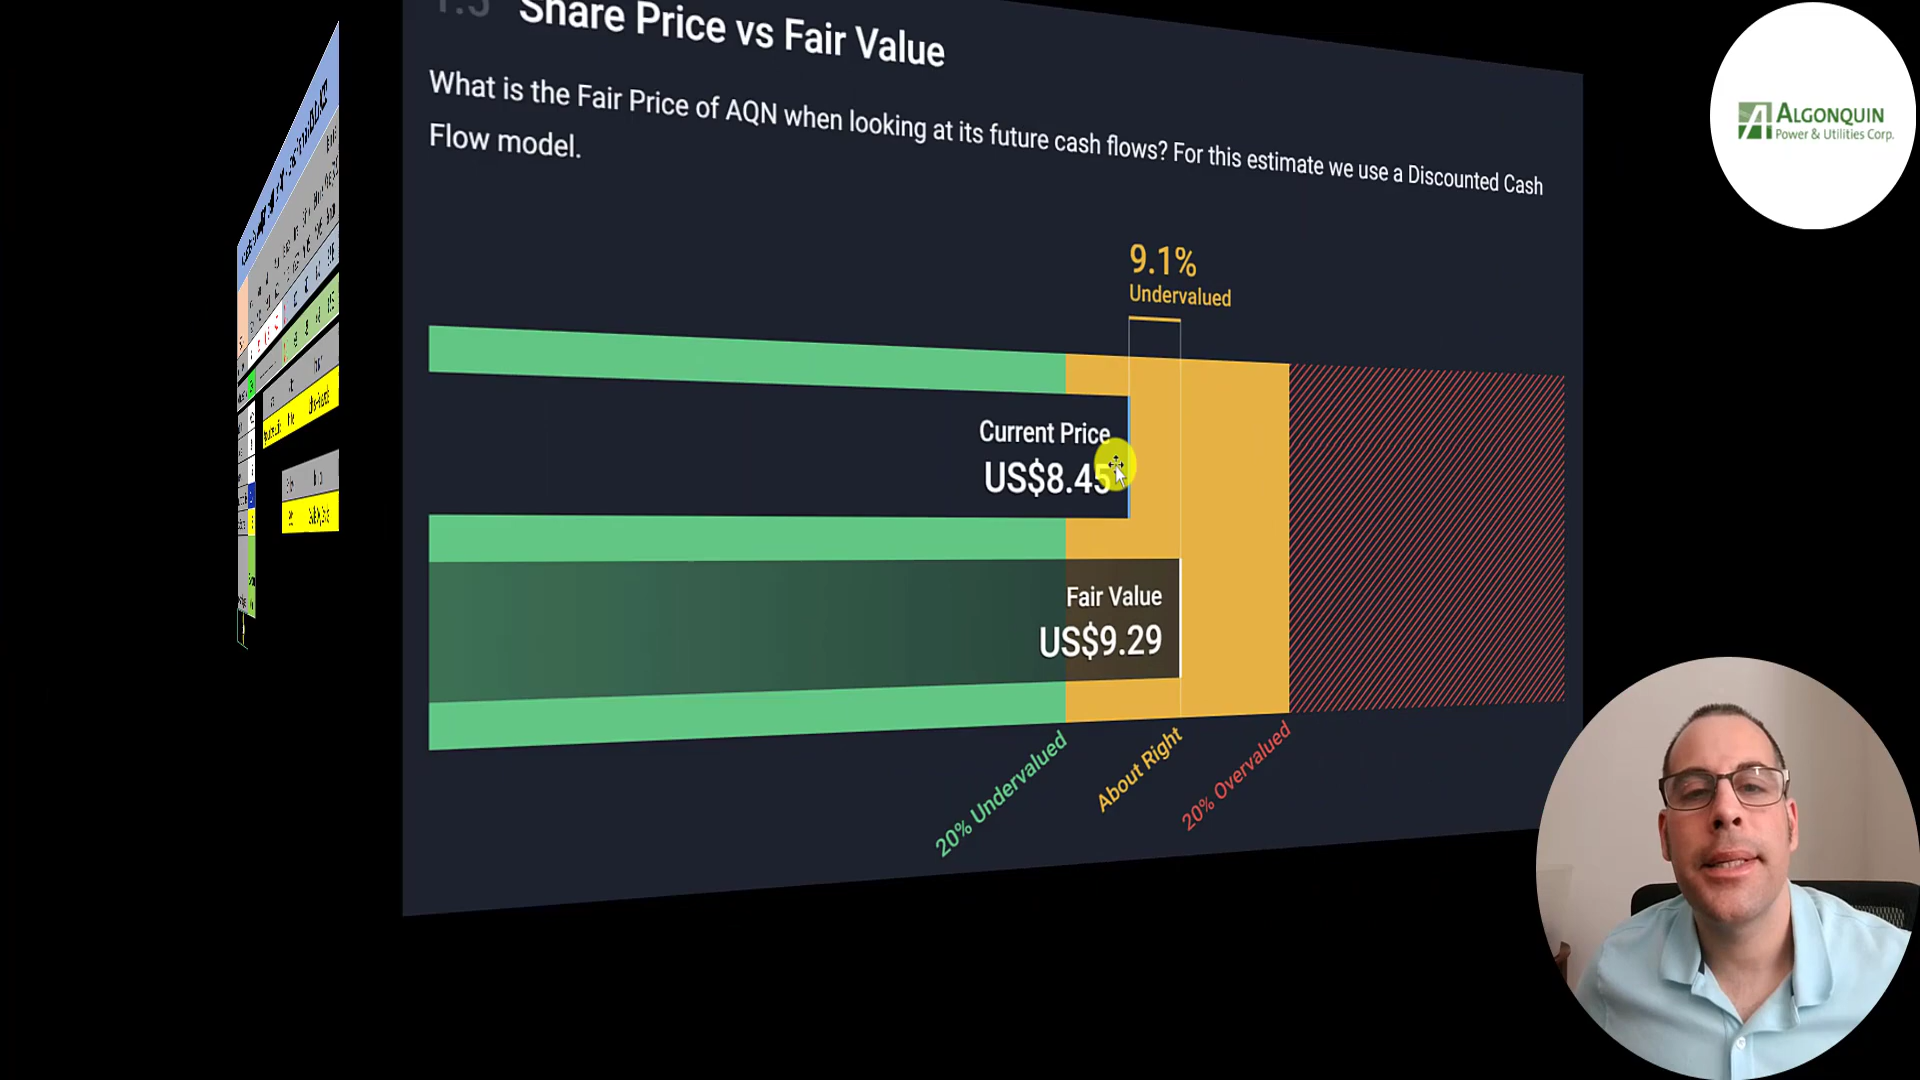 1.3 Share Price vs Fair Value
What is the Fair Price of AQN when looking at its future cash flows? For this estimate we use a Discounted Cash
Flow model.
9.1%
Undervalued
Current Price
US$8.45
Fair Value
US$9.29
20% Undervalued
About Right
20% Overvalued
ALGONQUIN
Power & Utilities Corp.